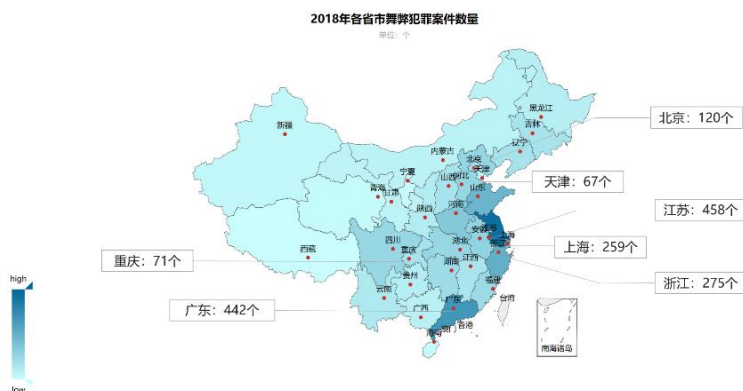 2018年各省市舞弊犯罪案件数量
单位：个
黑龙江
吉林
北京：120个
新疆
辽宁
内蒙古
北京
天津
宁夏
山西
河北
天津：67个
青海
甘肃
山东
陕西
河南
江苏：458个
安徽
上海
四川
湖北
浙江
上海：259个
重庆
西藏
重庆：71个
湖南
江西
贵州
浙江：275个
云南
福建
台湾
广东：442个
广西
广东
香港
澳门
海南
南海诸岛
high
low